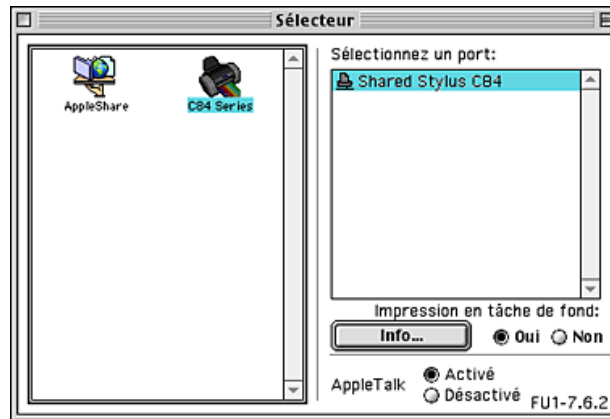 Sélecteur
AppleShare
C84 Series
Sélectionnez un port:
Shared Stylus C84
Impression en tâche de fond:
Info... Oui Non
AppleTalk Activé
Désactivé
FU1-7.6.2